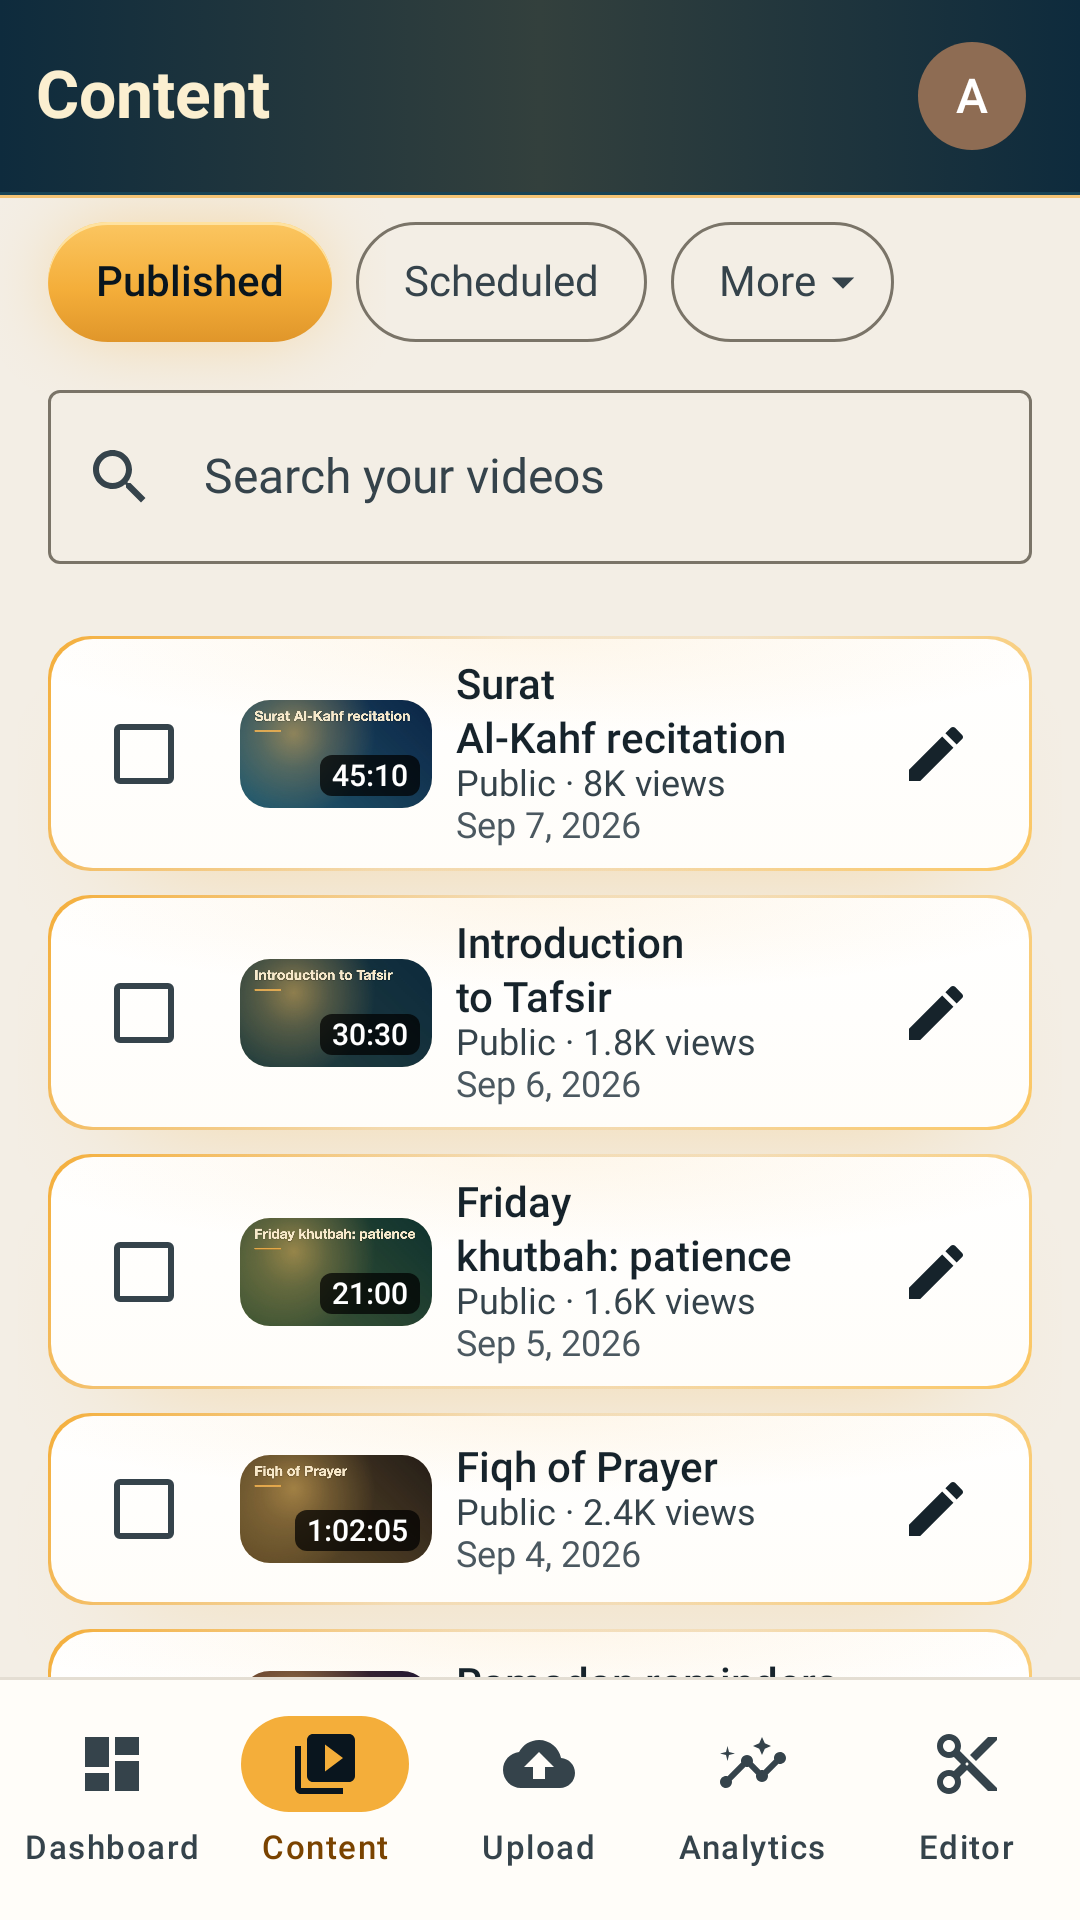 Content
A
Published
Scheduled
More
Search your videos
Surat Al-Kahf recitation
45:10
Surat
Al-Kahf recitation
Public · 8K views
Sep 7, 2026
Introduction to Tafsir
30:30
Introduction
to Tafsir
Public · 1.8K views
Sep 6, 2026
Friday khutbah: patience
21:00
Friday
khutbah: patience
Public · 1.6K views
Sep 5, 2026
Fiqh of Prayer
1:02:05
Fiqh of Prayer
Public · 2.4K views
Sep 4, 2026
Ramadan reminders
Dashboard
Content
Upload
Analytics
Editor